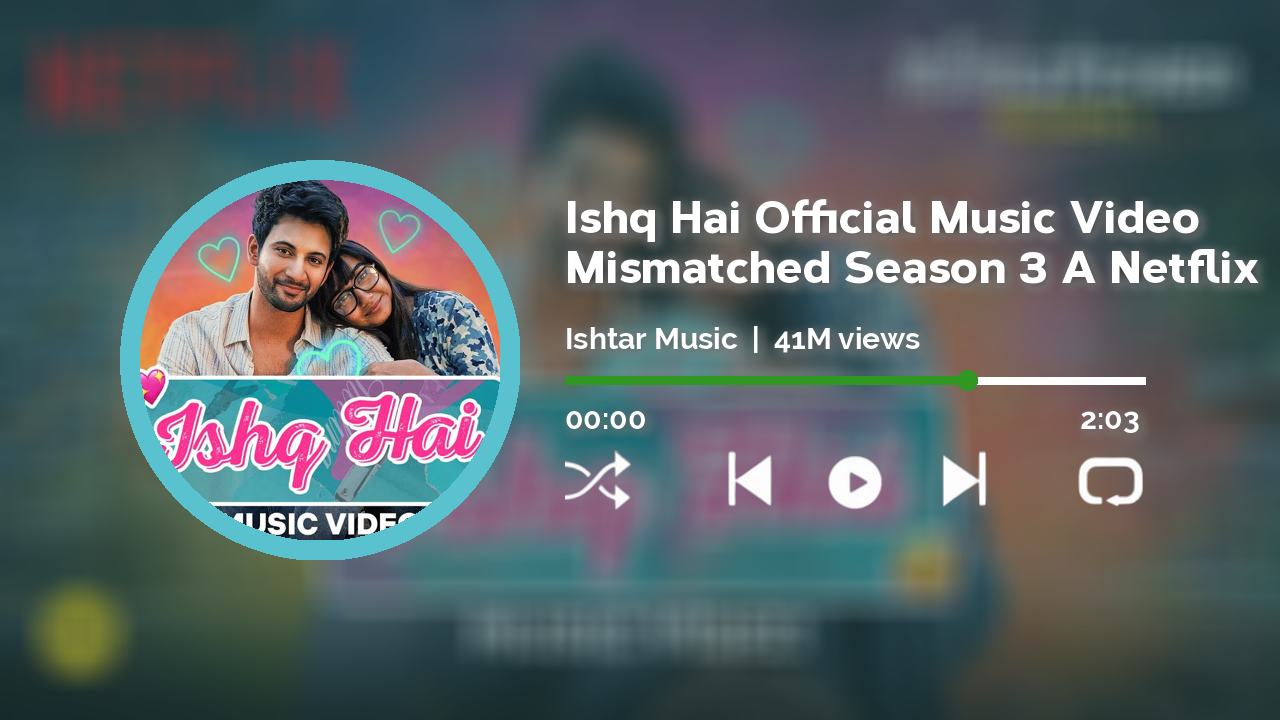 Ishq Hai Official Music Video
Mismatched Season 3 A Netflix
Ishtar Music | 41M views
00:00
2:03
Ishq Hai
MUSIC VIDEO